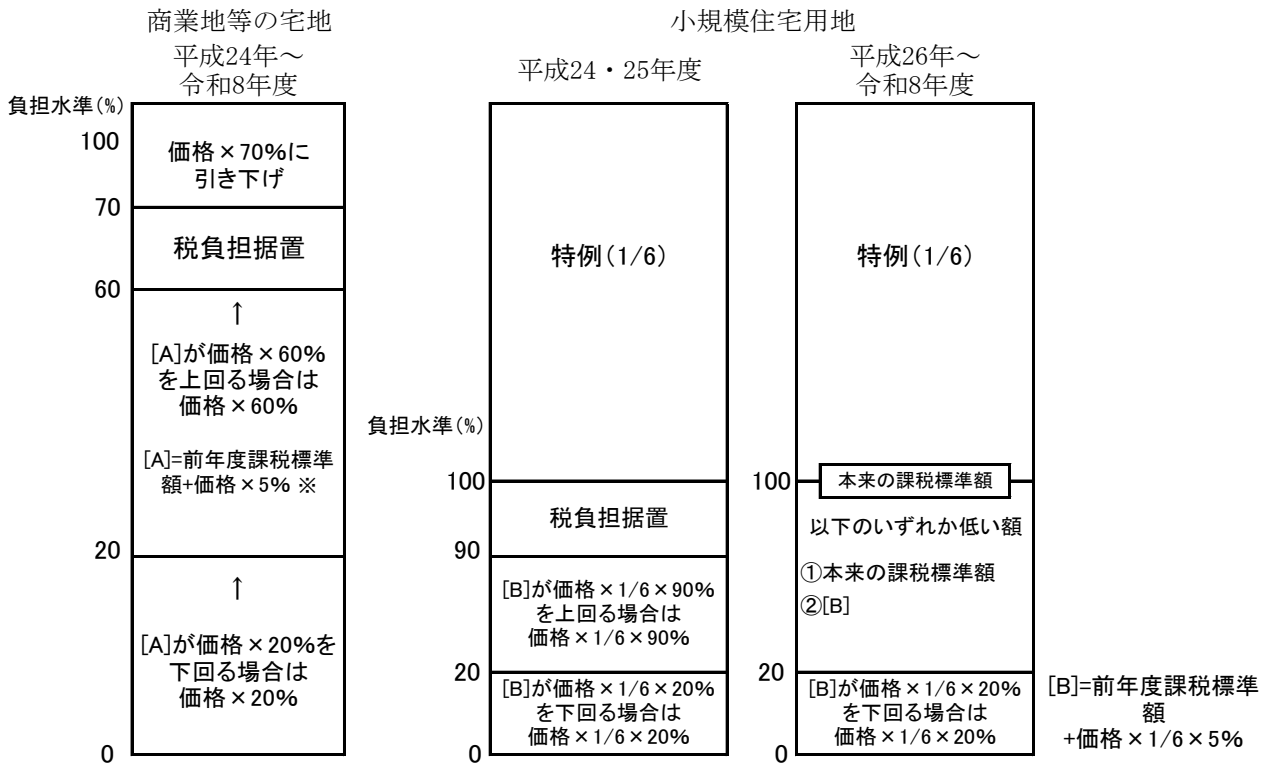 商業地等の宅地
平成24年～
令和8年度
負担水準(%)
100
価格×70%に
引き下げ
70
税負担据置
60
↑
[A]が価格×60%
を上回る場合は
価格×60%
[A]=前年度課税標準
額+価格×5% ※
20
↑
[A]が価格×20%を
下回る場合は
価格×20%
0
小規模住宅用地
平成24・25年度
特例(1/6)
負担水準(%)
100
税負担据置
90
[B]が価格×1/6×90%
を上回る場合は
価格×1/6×90%
20
[B]が価格×1/6×20%
を下回る場合は
価格×1/6×20%
0
平成26年～
令和8年度
特例(1/6)
100
本来の課税標準額
以下のいずれか低い額
①本来の課税標準額
②[B]
20
[B]が価格×1/6×20%
を下回る場合は
価格×1/6×20%
0
[B]=前年度課税標準
額
+価格×1/6×5%